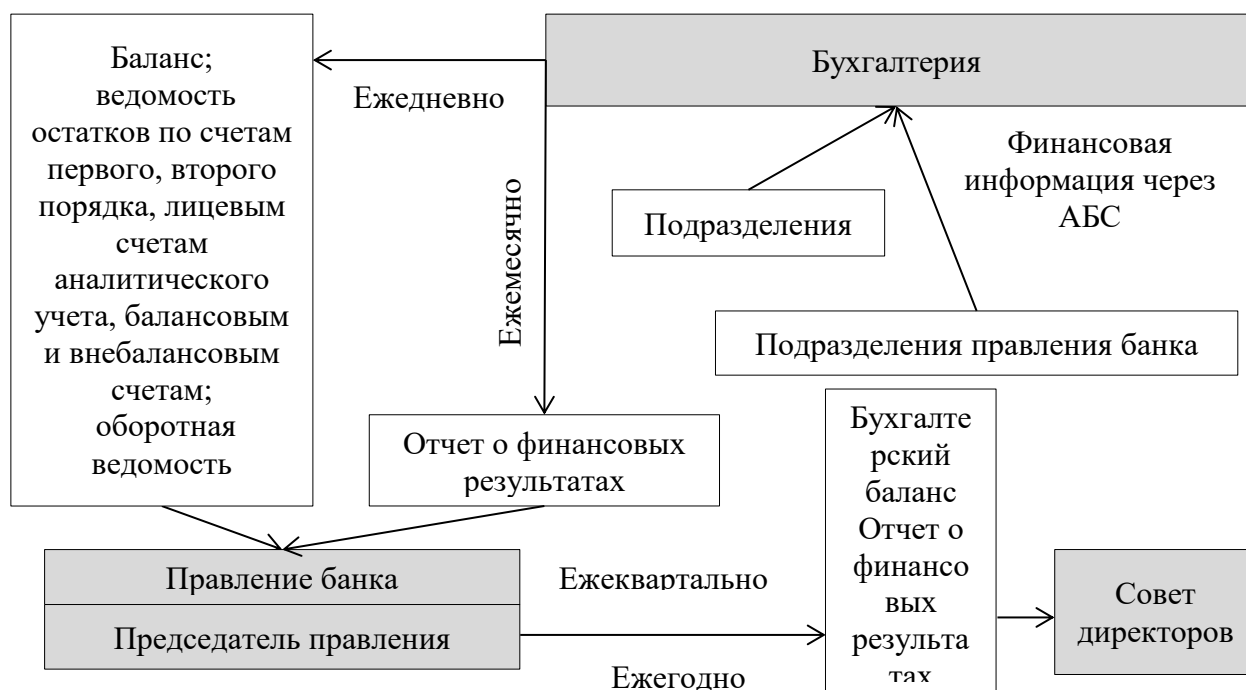 Баланс;
ведомость
остатков по счетам
первого, второго
порядка, лицевым
счетам
аналитического
учета, балансовым
и внебалансовым
счетам;
оборотная
ведомость
Ежедневно
Бухгалтерия
Ежемесячно
Подразделения
Финансовая
информация через
АБС
Подразделения правления банка
Отчет о финансовых
результатах
Правление банка
Председатель правления
Ежеквартально
Ежегодно
Бухгалте
рский
баланс
Отчет о
финансо
вых
результа
тах
Совет
директоров